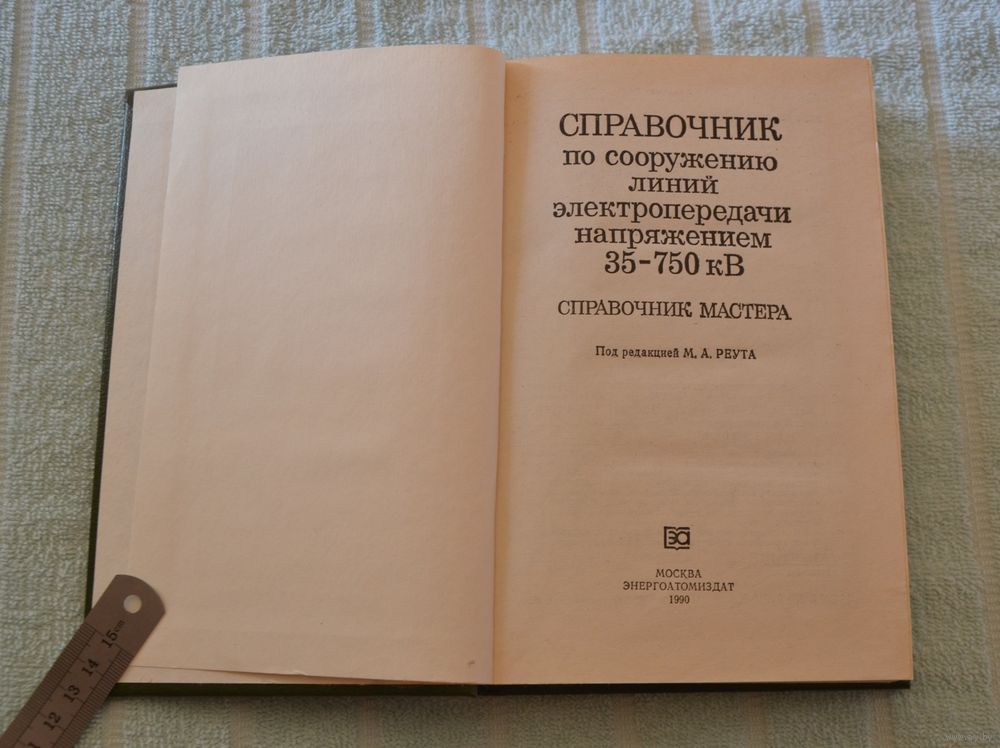 СПРАВОЧНИК
по сооружению
линий
электропередачи
напряжением
35-750 кВ
СПРАВОЧНИК МАСТЕРА
Под редакцией М. А. РЕУТА
эа
МОСКВА
ЭНЕРГОАТОМИЗДАТ
1990
12 13 14 15 cm